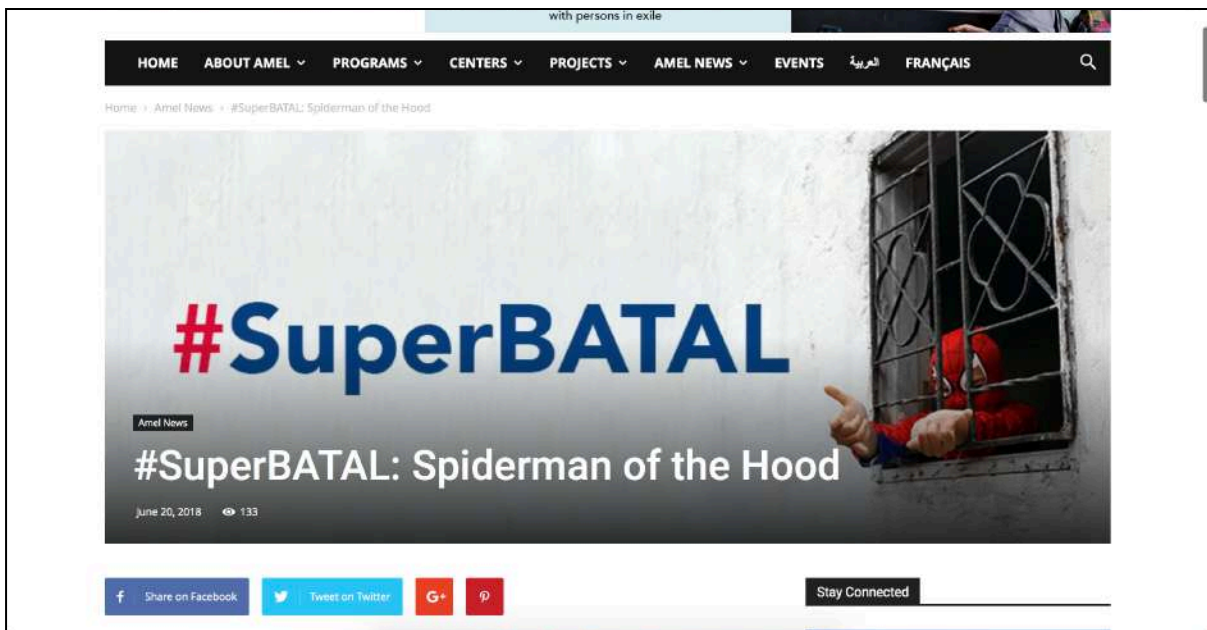 with persons in exile
HOME ABOUT AMEL PROGRAMS CENTERS PROJECTS AMEL NEWS EVENTS العربية FRANÇAIS
Home › Amel News › #SuperBATAL: Spiderman of the Hood
#SuperBATAL
Amel News
#SuperBATAL: Spiderman of the Hood
June 20, 2018 133
f Share on Facebook Tweet on Twitter G+
Stay Connected